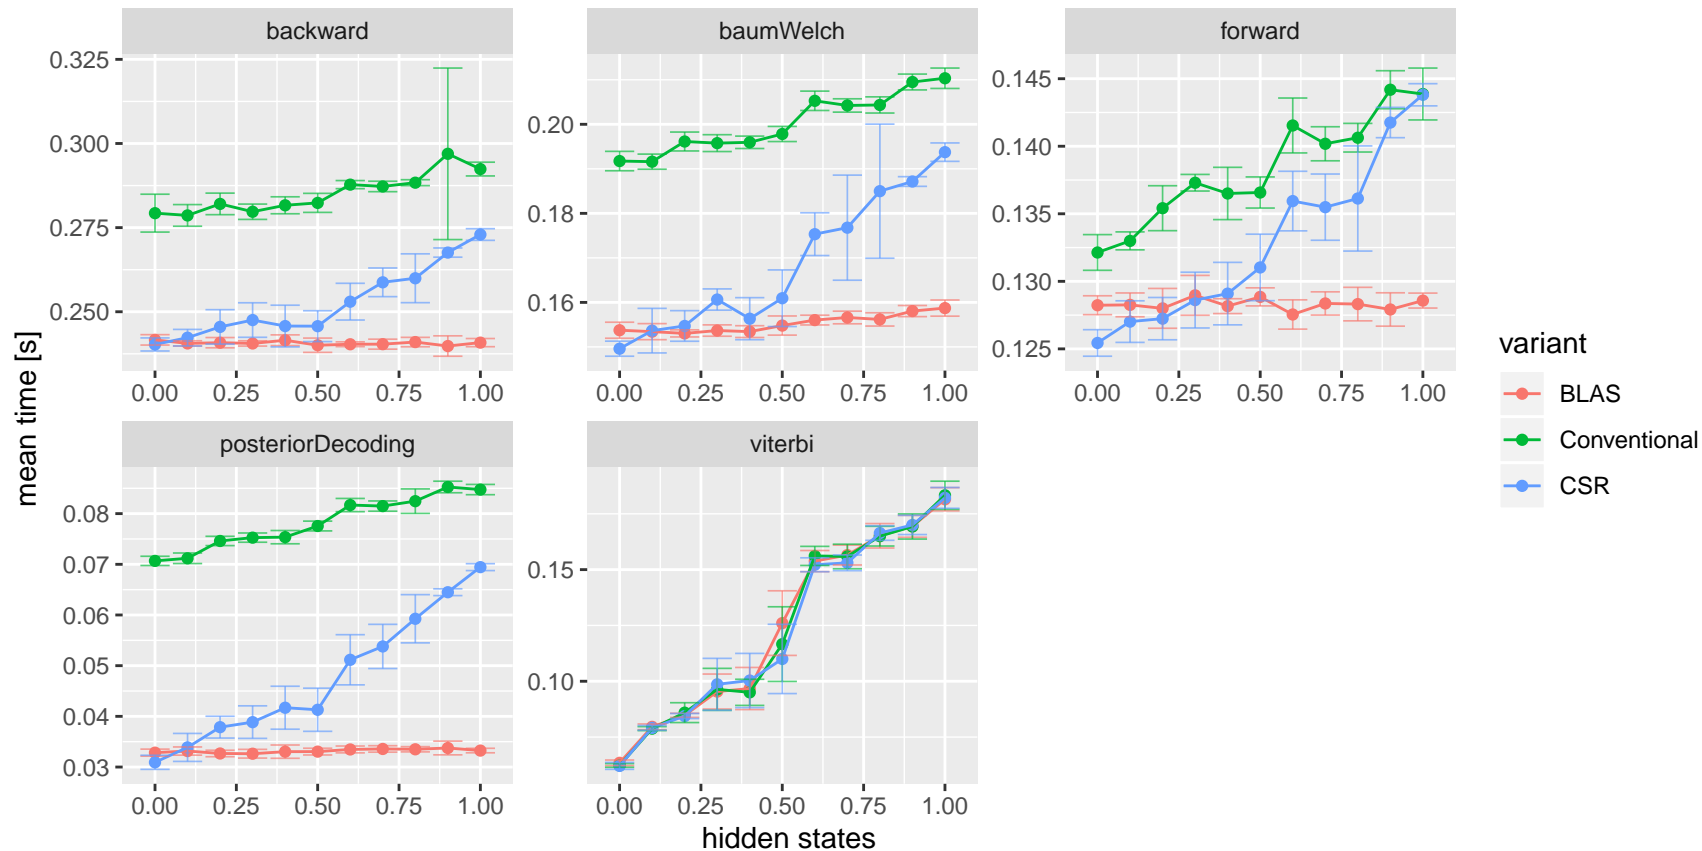 backward
baumWelch
forward
0.325
0.300
0.275
0.250
0.20
0.18
0.16
0.145
0.140
0.135
0.130
0.125
0.00 0.25 0.50 0.75 1.00
0.00 0.25 0.50 0.75 1.00
0.00 0.25 0.50 0.75 1.00
posteriorDecoding
viterbi
0.08
0.07
0.06
0.05
0.04
0.03
0.15
0.10
0.00 0.25 0.50 0.75 1.00
0.00 0.25 0.50 0.75 1.00
hidden states
mean time [s]
variant
BLAS
Conventional
CSR